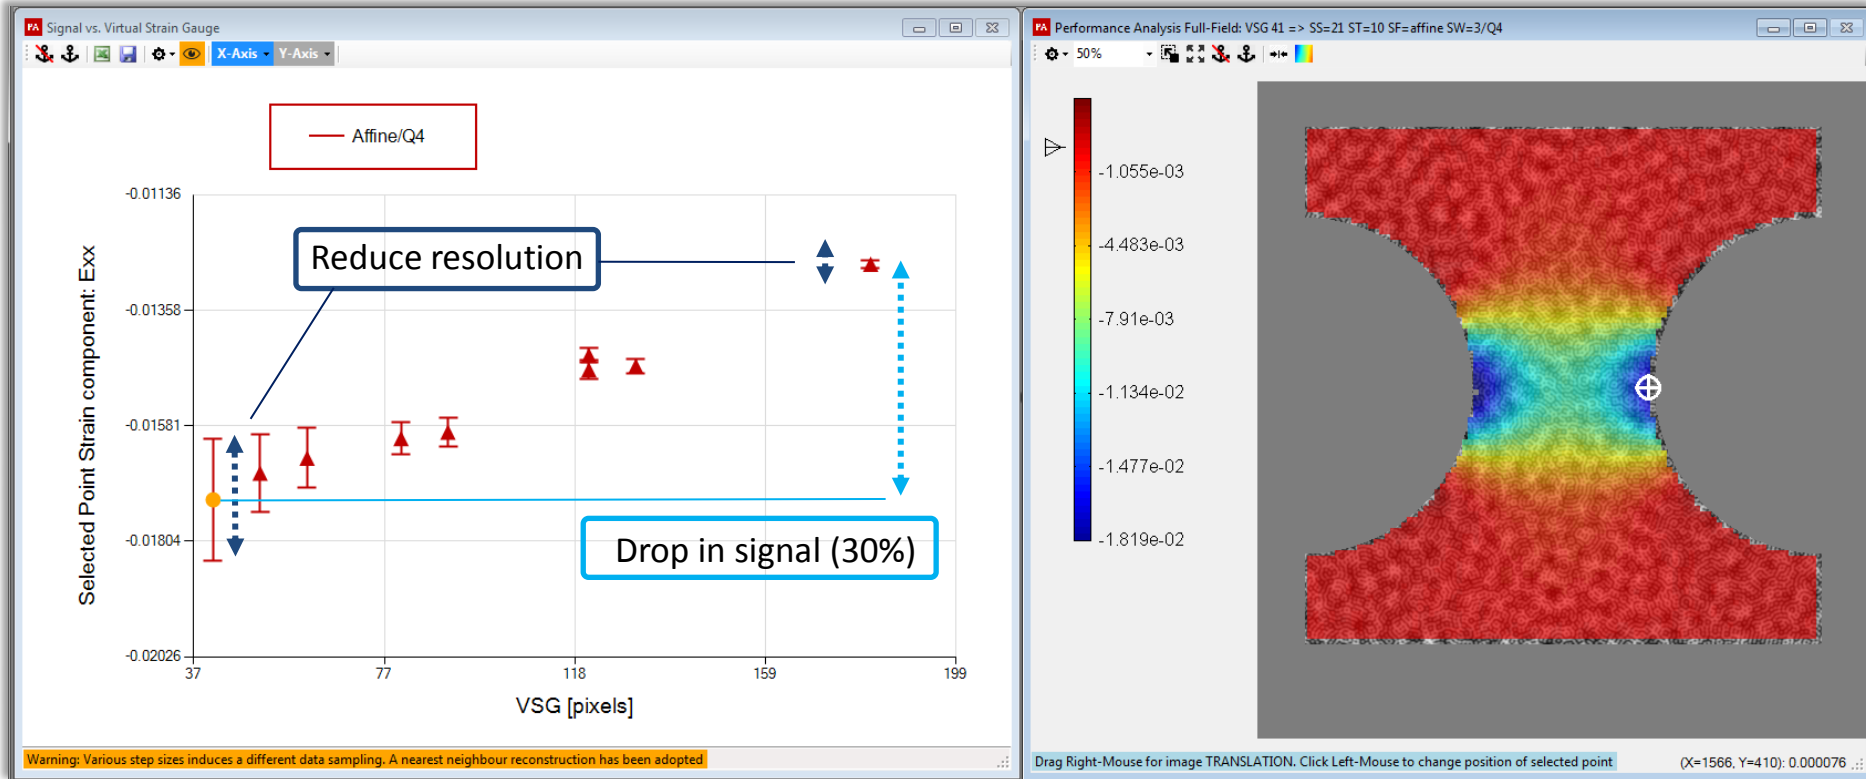 Signal vs. Virtual Strain Gauge
X-Axis Y-Axis
Affine/Q4
-0.01136
-0.01358
-0.01581
-0.01804
-0.02026
Selected Point Strain component: Exx
Reduce resolution
Drop in signal (30%)
37 77 118 159 199
VSG [pixels]
Warning: Various step sizes induces a different data sampling. A nearest neighbour reconstruction has been adopted
Performance Analysis Full-Field: VSG 41 => SS=21 ST=10 SF=affine SW=3/Q4
50%
-1.055e-03
-4.483e-03
-7.91e-03
-1.134e-02
-1.477e-02
-1.819e-02
Drag Right-Mouse for image TRANSLATION. Click Left-Mouse to change position of selected point
(X=1566, Y=410): 0.000076